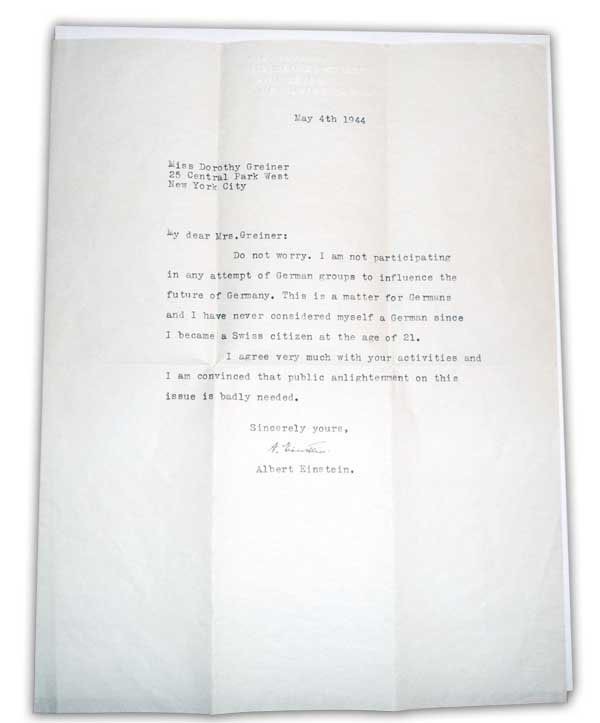 May 4th 1944
Miss Dorothy Greiner
25 Central Park West
New York City
My dear Mrs.Greiner:
Do not worry. I am not participating
in any attempt of German groups to influence the
future of Germany. This is a matter for Germans
and I have never considered myself a German since
I became a Swiss citizen at the age of 21.
I agree very much with your activities and
I am convinced that public anlightenment on this
issue is badly needed.
Sincerely yours,
A. Einstein.
Albert Einstein.